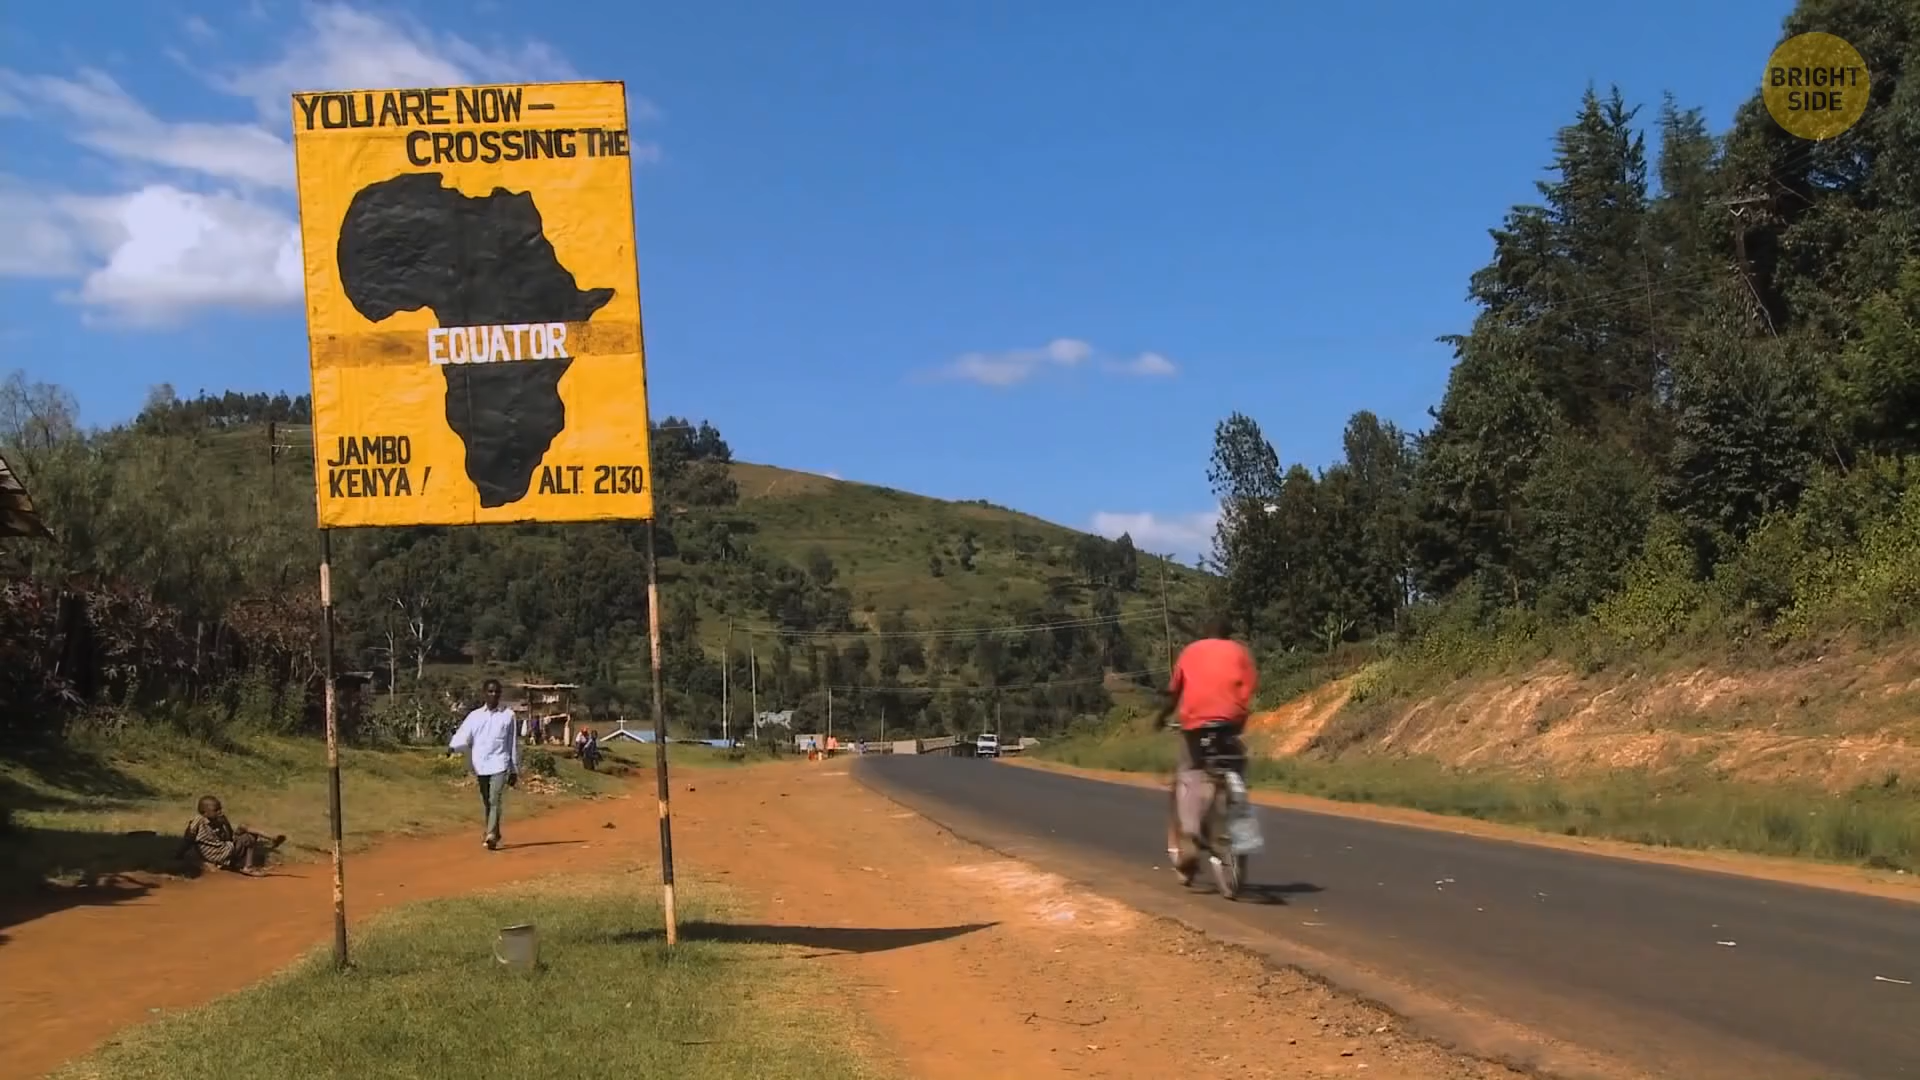 YOU ARE NOW —
CROSSING THE
EQUATOR
JAMBO
KENYA !
ALT. 2130
BRIGHT
SIDE